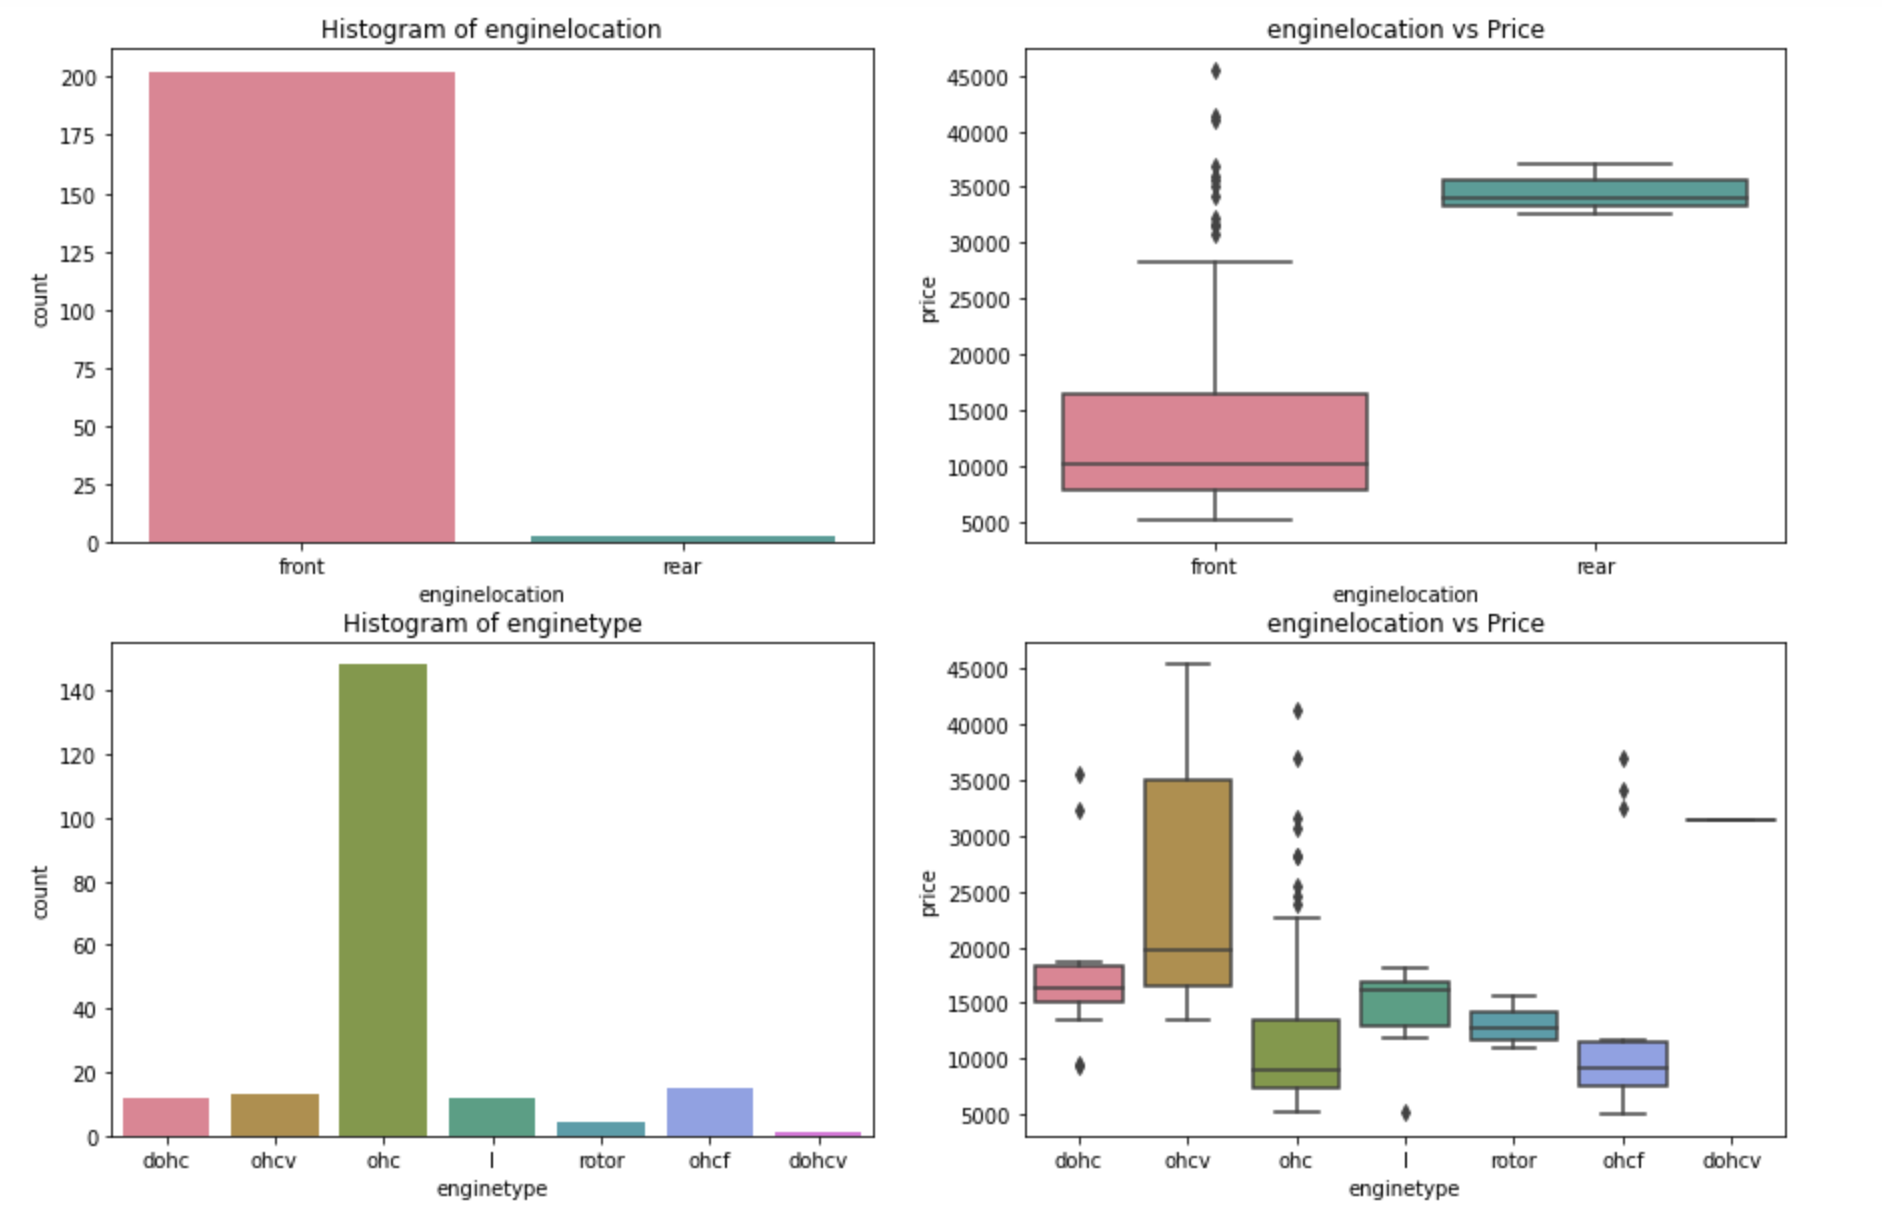 Histogram of enginelocation
200
175
150
125
100
75
50
25
0
count
front rear
enginelocation
enginelocation vs Price
45000
40000
35000
30000
25000
20000
15000
10000
5000
price
front rear
enginelocation
Histogram of enginetype
140
120
100
80
60
40
20
0
count
dohc ohcv ohc l rotor ohcf dohcv
enginetype
enginelocation vs Price
45000
40000
35000
30000
25000
20000
15000
10000
5000
price
dohc ohcv ohc l rotor ohcf dohcv
enginetype